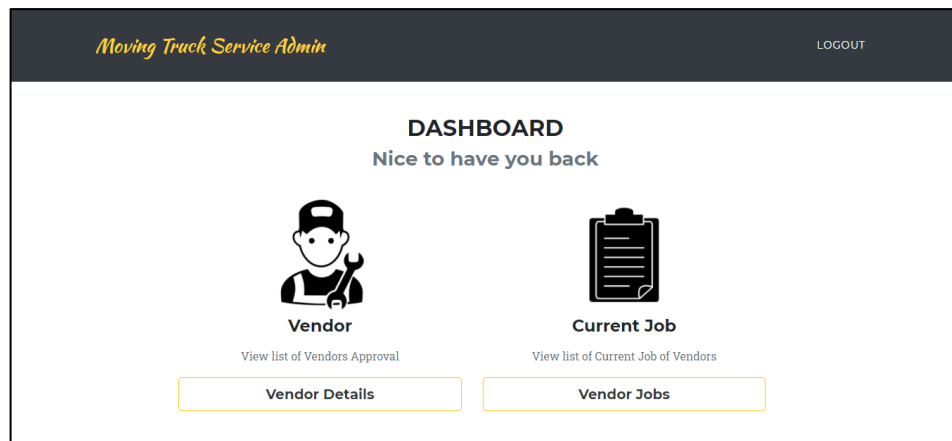 Moving Truck Service Admin
LOGOUT
DASHBOARD
Nice to have you back
Vendor
View list of Vendors Approval
Vendor Details
Current Job
View list of Current Job of Vendors
Vendor Jobs